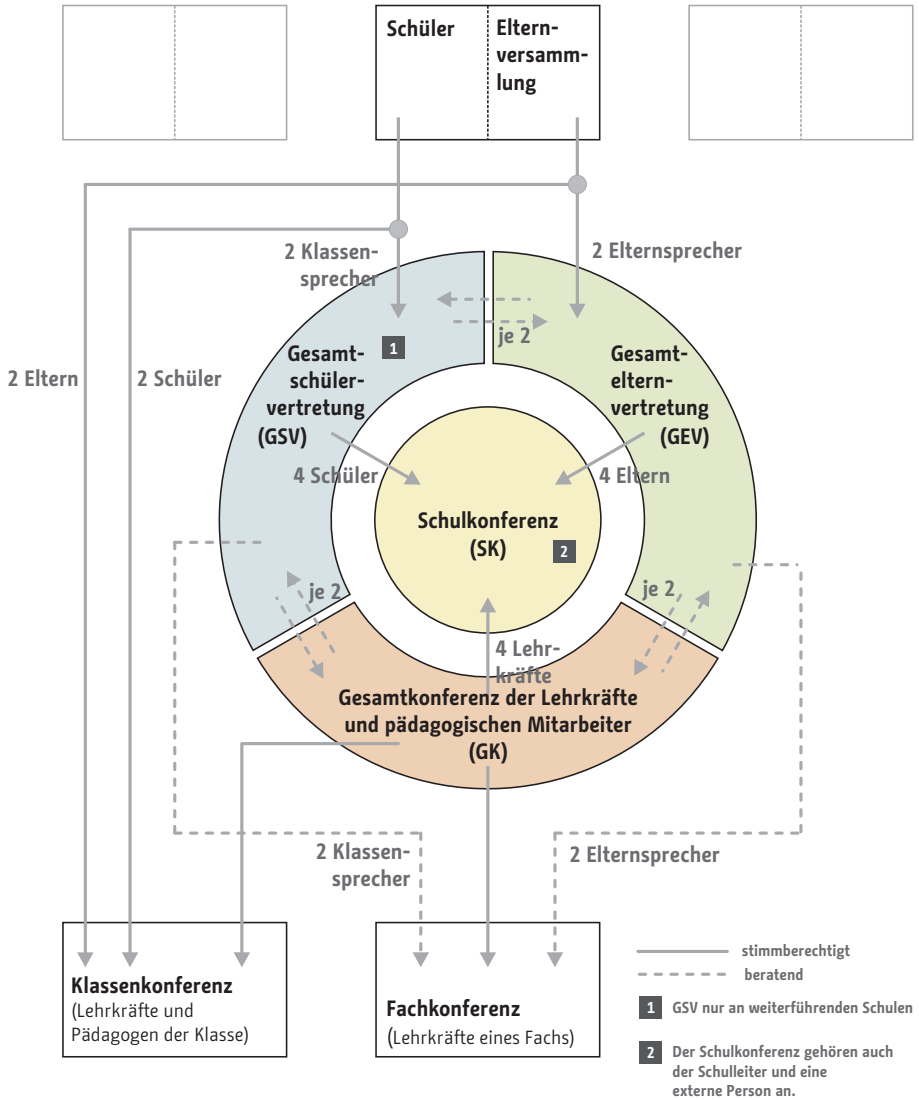 Schüler
Eltern-
versamm-
lung
2 Klassen-
sprecher
2 Elternsprecher
je 2
1
Gesamt-
schüler-
vertretung
(GSV)
Gesamt-
eltern-
vertretung
(GEV)
2 Eltern
2 Schüler
4 Schüler
4 Eltern
Schulkonferenz
(SK)
2
je 2
je 2
4 Lehr-
kräfte
Gesamtkonferenz der Lehrkräfte
und pädagogischen Mitarbeiter
(GK)
2 Klassen-
sprecher
2 Elternsprecher
Klassenkonferenz
(Lehrkräfte und
Pädagogen der Klasse)
Fachkonferenz
(Lehrkräfte eines Fachs)
stimmberechtigt
beratend
1 GSV nur an weiterführenden Schulen
2 Der Schulkonferenz gehören auch
der Schulleiter und eine
externe Person an.